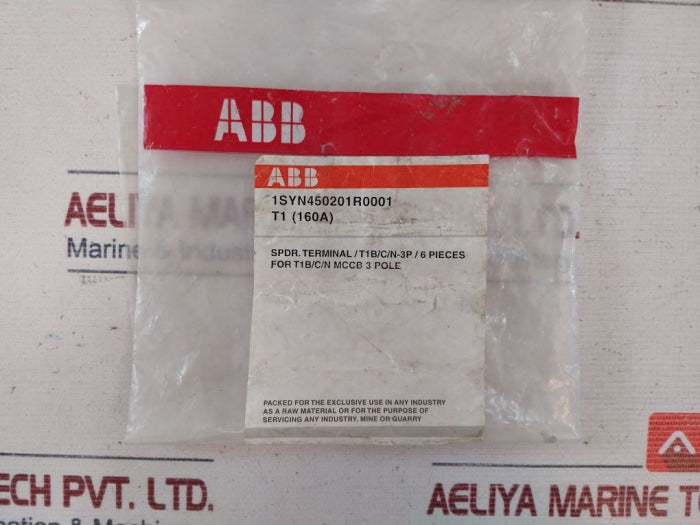 ABB
ABB
1SYN450201R0001
T1 (160A)
SPDR. TERMINAL / T1B/C/N-3P / 6 PIECES
FOR T1B/C/N MCCB 3 POLE
PACKED FOR THE EXCLUSIVE USE IN ANY INDUSTRY
AS A RAW MATERIAL OR FOR THE PURPOSE OF
SERVICING ANY INDUSTRY, MINE OR QUARRY
AELIYA MAR
Marine & Indus
ECH PVT. LTD.
AELIYA MARINE T